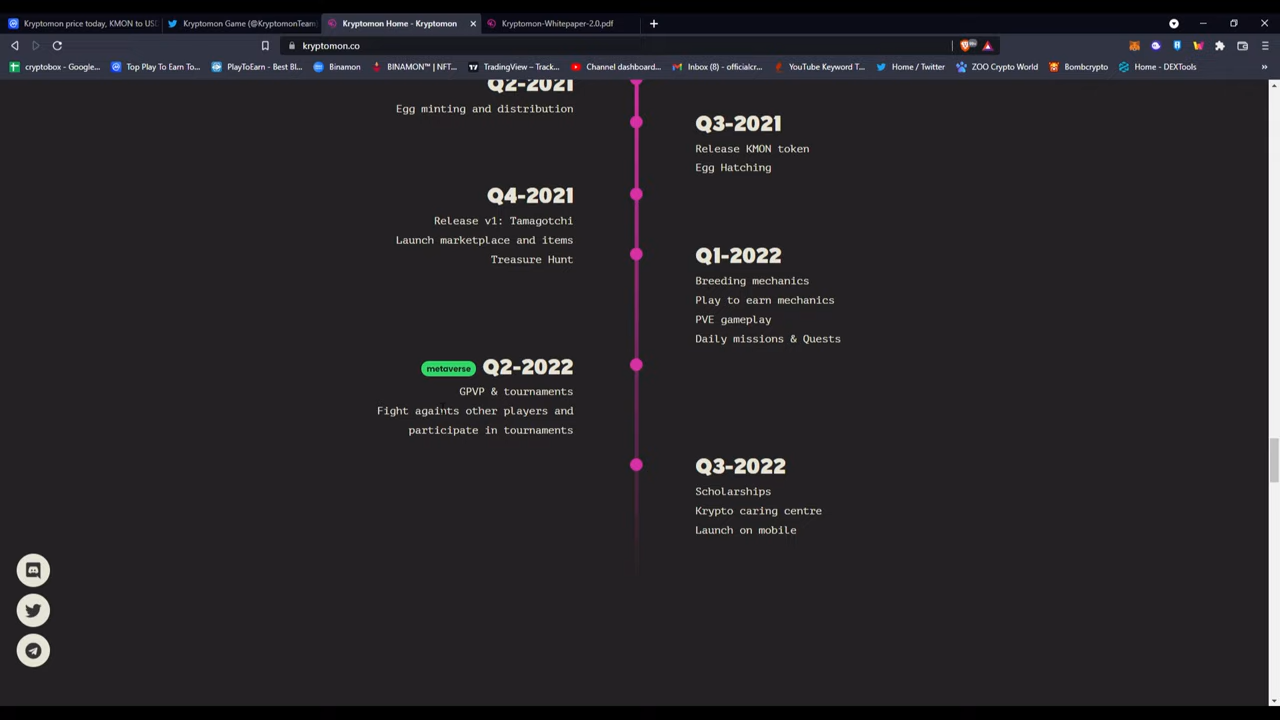 Kryptomon price today, KMON to US
Kryptomon Game (@KryptomonTeam
Kryptomon Home - Kryptomon
Kryptomon-Whitepaper-2.0.pdf
kryptomon.co
cryptobox - Google...
Top Play To Earn To...
PlayToEarn - Best Bl...
Binamon
BINAMON™ | NFT...
TradingView – Track...
Channel dashboard...
Inbox (8) - officialcr...
YouTube Keyword T...
Home / Twitter
ZOO Crypto World
Bombcrypto
Home - DEXTools
Q2-2021
Egg minting and distribution
Q3-2021
Release KMON token
Egg Hatching
Q4-2021
Release v1: Tamagotchi
Launch marketplace and items
Treasure Hunt
Q1-2022
Breeding mechanics
Play to earn mechanics
PVE gameplay
Daily missions & Quests
metaverse Q2-2022
GPVP & tournaments
Fight againts other players and
participate in tournaments
Q3-2022
Scholarships
Krypto caring centre
Launch on mobile